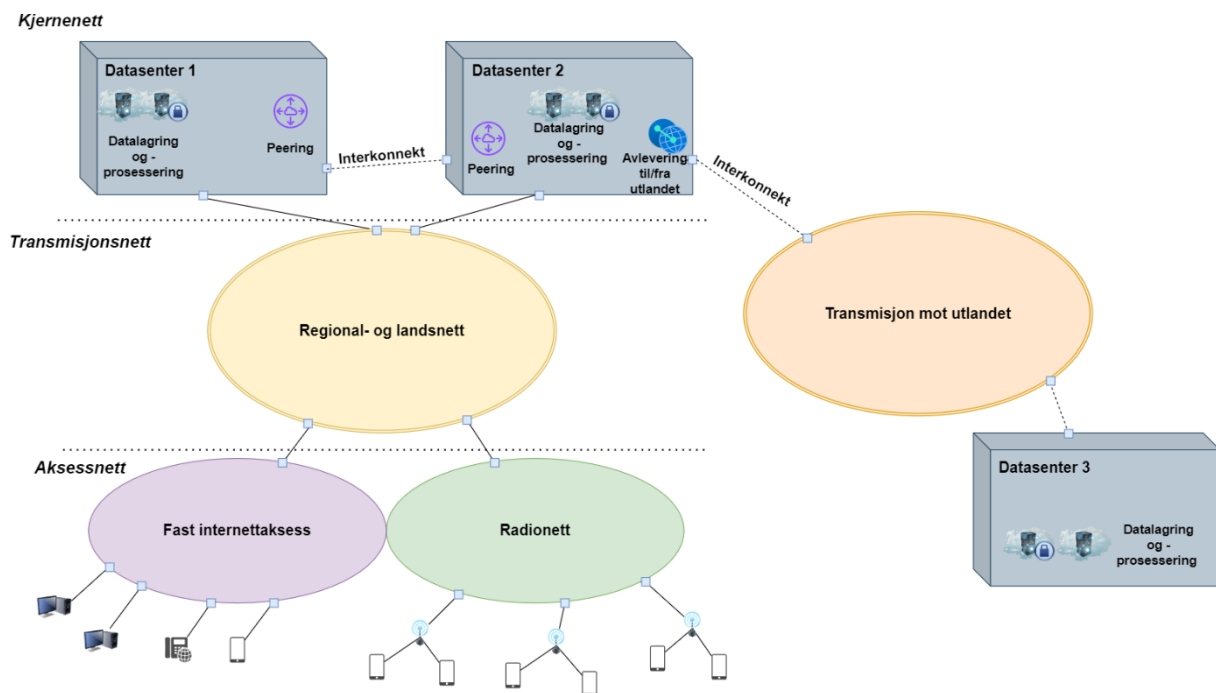 Kjernenett
Datasenter 1
Datalagring
og -
prosessering
Peering
Interkonnekt
Datasenter 2
Peering
Datalagring
og -
prosessering
Avlevering
til/fra
utlandet
Interkonnekt
Transmisjonsnett
Regional- og landsnett
Transmisjon mot utlandet
Aksessnett
Fast internettaksess
Radionett
Datasenter 3
Datalagring
og -
prosessering